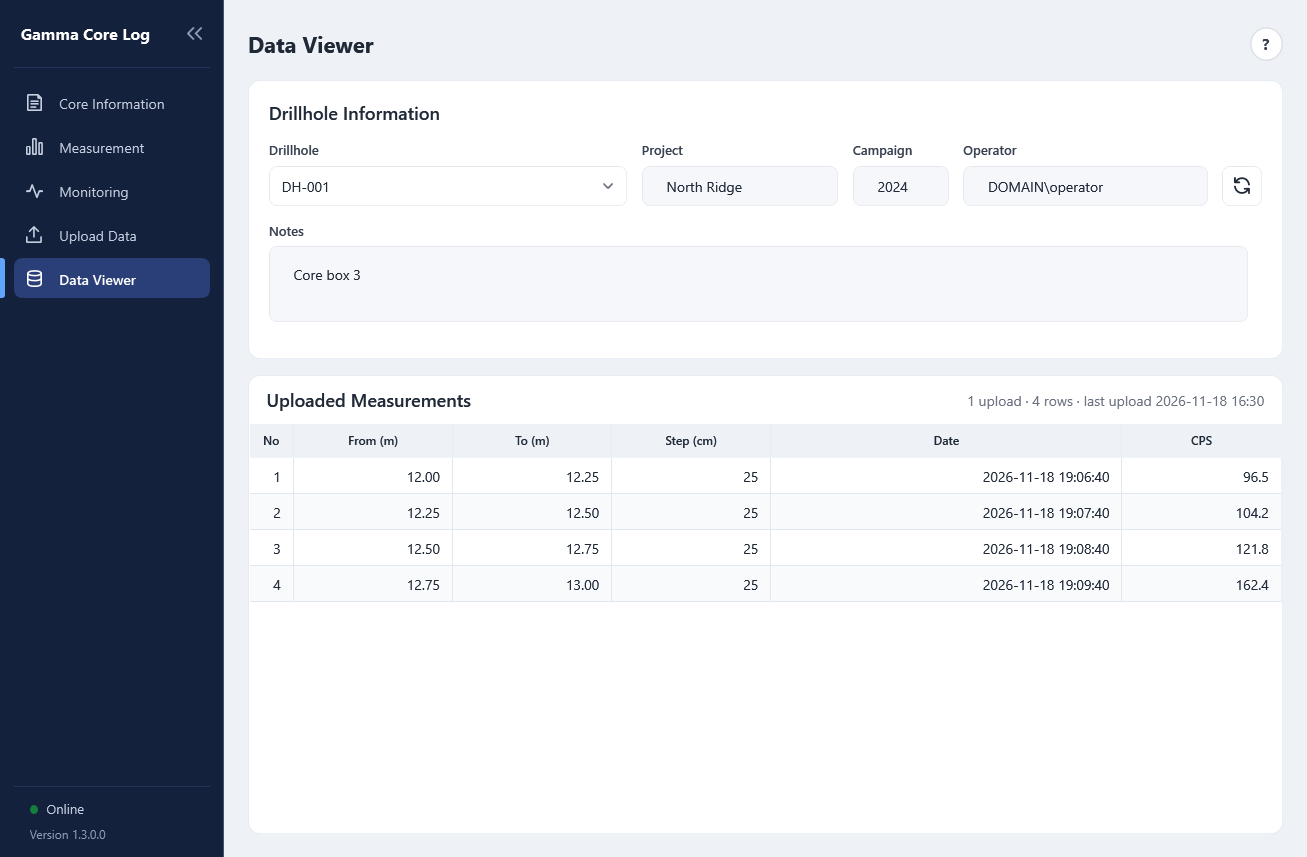 Gamma Core Log
Core Information
Measurement
Monitoring
Upload Data
Data Viewer
Online
Version 1.3.0.0
Data Viewer
?
Drillhole Information
Drillhole Project Campaign Operator
DH-001 North Ridge 2024 DOMAIN\operator
Notes
Core box 3
Uploaded Measurements 1 upload · 4 rows · last upload 2026-11-18 16:30
No From (m) To (m) Step (cm) Date CPS
1 12.00 12.25 25 2026-11-18 19:06:40 96.5
2 12.25 12.50 25 2026-11-18 19:07:40 104.2
3 12.50 12.75 25 2026-11-18 19:08:40 121.8
4 12.75 13.00 25 2026-11-18 19:09:40 162.4